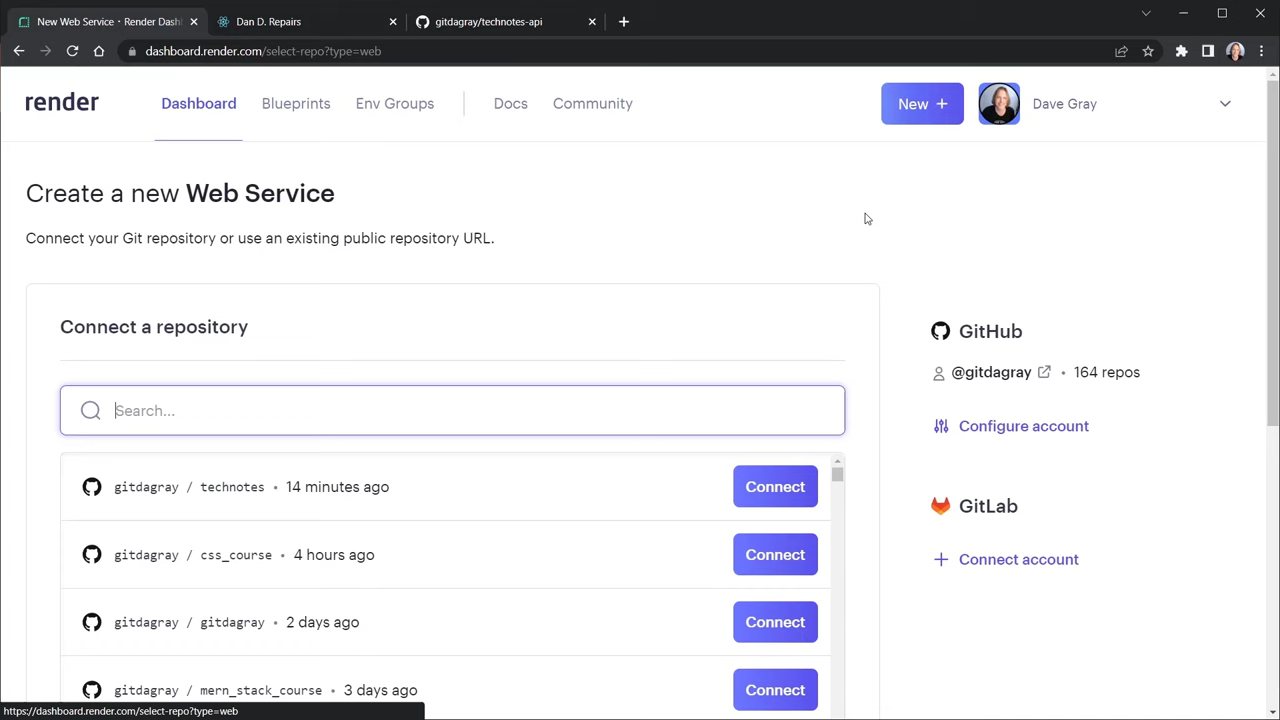 New Web Service · Render Dash
Dan D. Repairs
gitdagray/technotes-api
dashboard.render.com/select-repo?type=web
render
Dashboard
Blueprints
Env Groups
Docs
Community
New +
Dave Gray
Create a new Web Service
Connect your Git repository or use an existing public repository URL.
Connect a repository
Search...
gitdagray / technotes • 14 minutes ago
Connect
gitdagray / css_course • 4 hours ago
Connect
gitdagray / gitdagray • 2 days ago
Connect
gitdagray / mern_stack_course • 3 days ago
Connect
GitHub
@gitdagray • 164 repos
Configure account
GitLab
Connect account
https://dashboard.render.com/select-repo?type=web